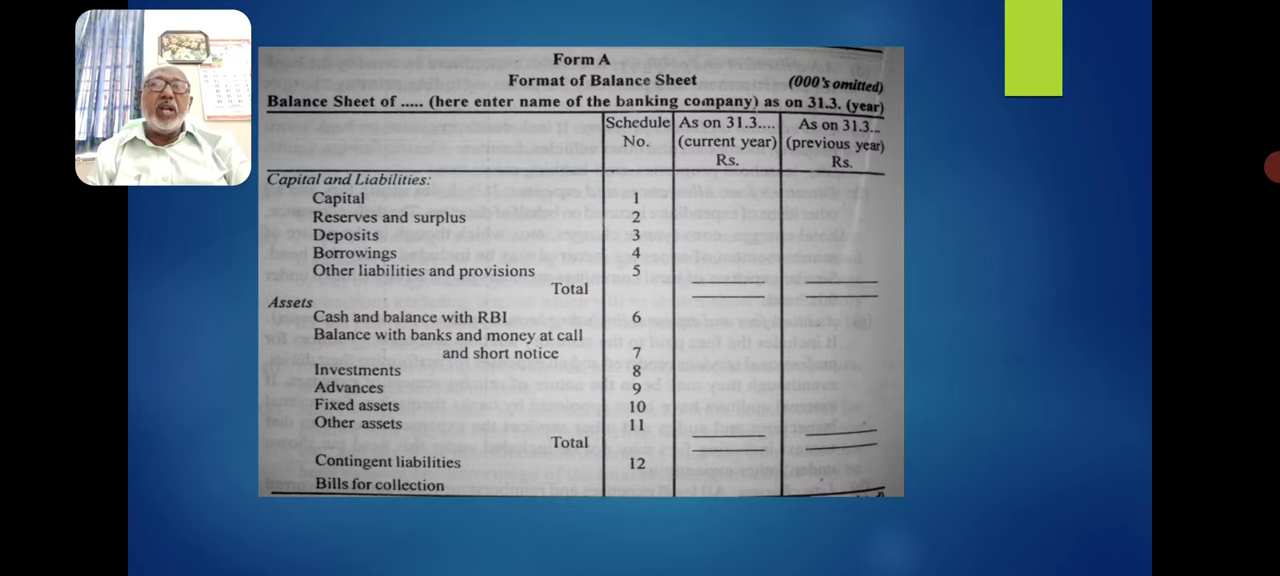 Form A
Format of Balance Sheet (000's omitted)
Balance Sheet of ..... (here enter name of the banking company) as on 31.3. (year)
Schedule No. As on 31.3.... (current year) Rs. As on 31.3... (previous year) Rs.
Capital and Liabilities:
Capital 1
Reserves and surplus 2
Deposits 3
Borrowings 4
Other liabilities and provisions 5
Total
Assets
Cash and balance with RBI 6
Balance with banks and money at call
and short notice 7
Investments 8
Advances 9
Fixed assets 10
Other assets 11
Total
Contingent liabilities 12
Bills for collection